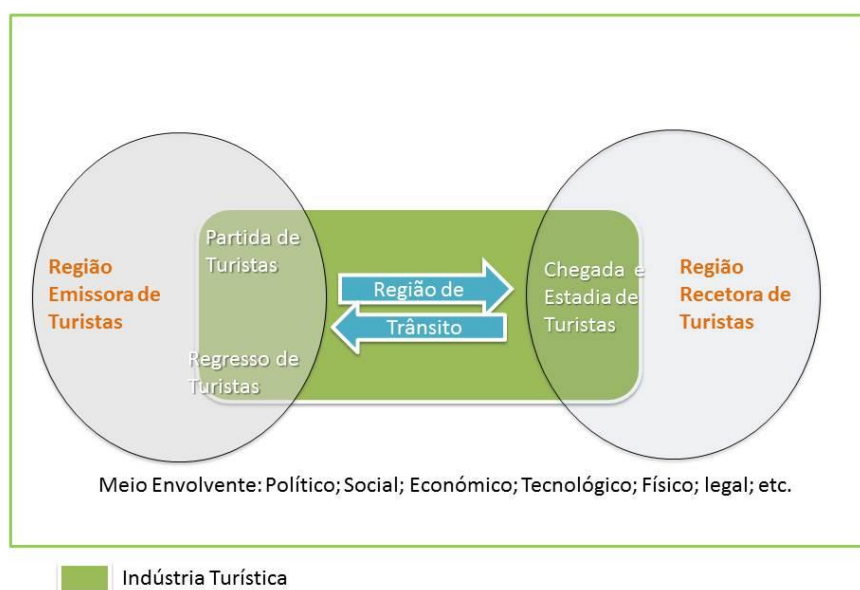 Partida de
Turistas
Região
Emissora de
Turistas
Regresso de
Turistas
Região de
Trânsito
Chegada e
Estadia de
Turistas
Região
Recetora de
Turistas
Meio Envolvente: Político; Social; Económico; Tecnológico; Físico; legal; etc.
Indústria Turística